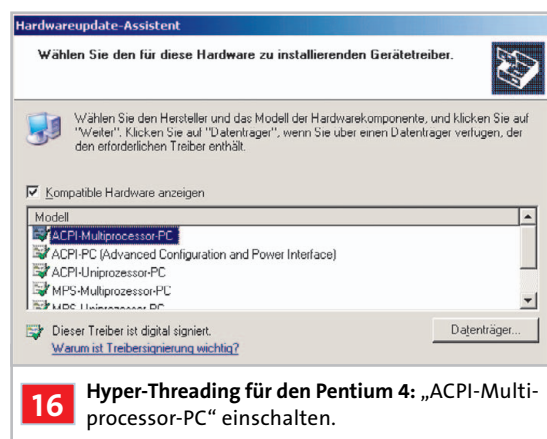 Hardwareupdate-Assistent
Wählen Sie den für diese Hardware zu installierenden Gerätetreiber.
Wählen Sie den Hersteller und das Modell der Hardwarekomponente, und klicken Sie auf
"Weiter". Klicken Sie auf "Datenträger", wenn Sie über einen Datenträger verfügen, der
den erforderlichen Treiber enthält.
Kompatible Hardware anzeigen
Modell
ACPI-Multiprocessor-PC
ACPI-PC (Advanced Configuration and Power Interface)
ACPI-Uniprozessor-PC
MPS-Multiprozessor-PC
MPS-Uniprozessor-PC
Dieser Treiber ist digital signiert.
Datenträger...
Warum ist Treibersignierung wichtig?
16
Hyper-Threading für den Pentium 4: „ACPI-Multi-
processor-PC“ einschalten.